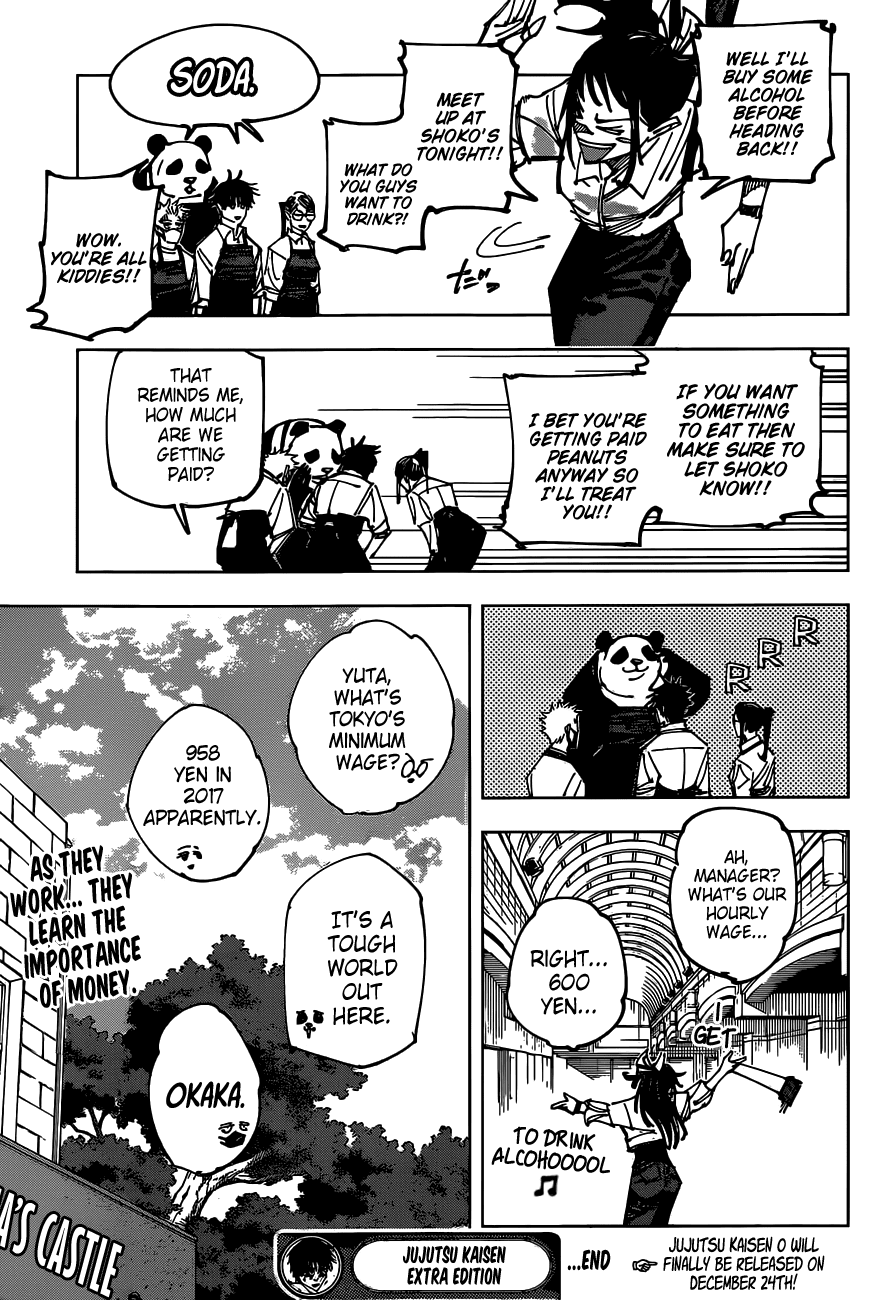 WELL I'LL
BUY SOME
ALCOHOL
BEFORE
HEADING
BACK!!
MEET
UP AT
SHOKO'S
TONIGHT!!
WHAT DO
YOU GUYS
WANT TO
DRINK?!
SODA.
WOW.
YOU'RE ALL
KIDDIES!!
だっ
IF YOU WANT
SOMETHING
TO EAT THEN
MAKE SURE TO
LET SHOKO
KNOW!!
I BET YOU'RE
GETTING PAID
PEANUTS
ANYWAY SO
I'LL TREAT
YOU!!
THAT
REMINDS ME,
HOW MUCH
ARE WE
GETTING
PAID?
R R R
AH,
MANAGER?
WHAT'S OUR
HOURLY
WAGE...
RIGHT...
600
YEN...
I
GET
TO DRINK
ALCOHOOOOL
♫
YUTA,
WHAT'S
TOKYO'S
MINIMUM
WAGE?
958
YEN IN
2017
APPARENTLY.
IT'S A
TOUGH
WORLD
OUT
HERE.
OKAKA.
AS THEY
WORK... THEY
LEARN THE
IMPORTANCE
OF MONEY.
A'S CASTLE
JUJUTSU KAISEN
EXTRA EDITION
...END
☞ JUJUTSU KAISEN 0 WILL
FINALLY BE RELEASED ON
DECEMBER 24TH!